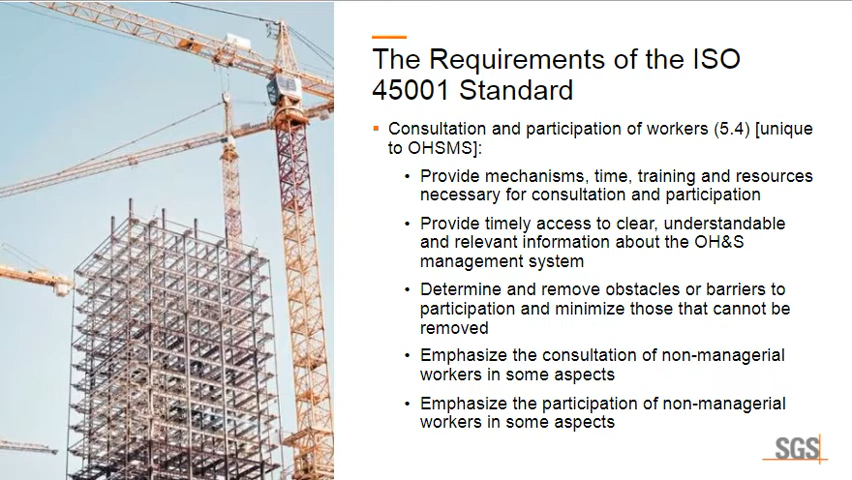 The Requirements of the ISO
45001 Standard
▪ Consultation and participation of workers (5.4) [unique
to OHSMS]:
• Provide mechanisms, time, training and resources
necessary for consultation and participation
• Provide timely access to clear, understandable
and relevant information about the OH&S
management system
• Determine and remove obstacles or barriers to
participation and minimize those that cannot be
removed
• Emphasize the consultation of non-managerial
workers in some aspects
• Emphasize the participation of non-managerial
workers in some aspects
SGS